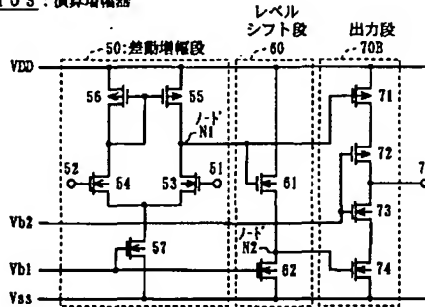 TOS:演算増幅器
レベル
シフト段
出力段
50:差動増幅段
60
70B
VDD
56
55
71
ノード
N1
72
52
51
7
54
53
61
Vb2
73
ノード
N2
57
Vb1
62
74
Vss